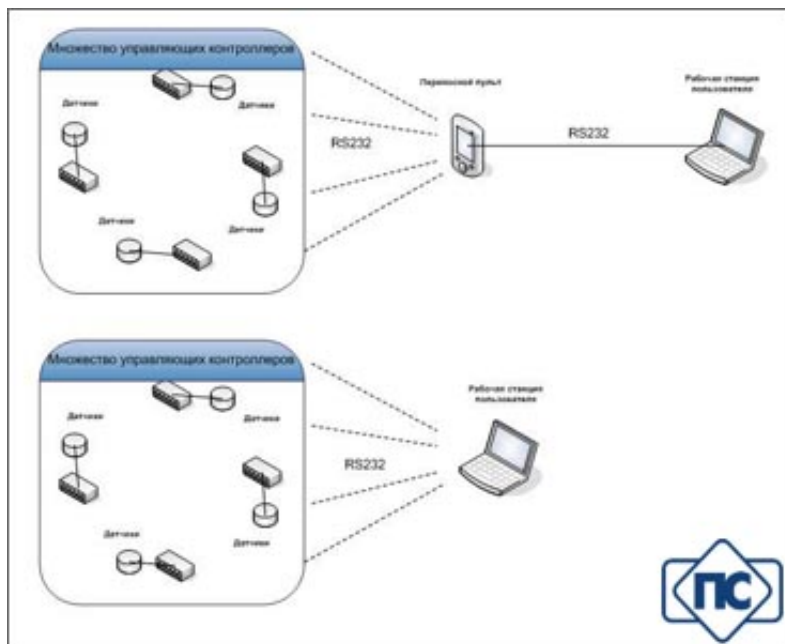 Множество управляющих контроллеров
Датчики
Датчики
Датчики
Датчики
RS232
Переносной пульт
RS232
Рабочая станция
пользователя
Множество управляющих контроллеров
Датчики
Датчики
Датчики
Датчики
RS232
Рабочая станция
пользователя
ПС